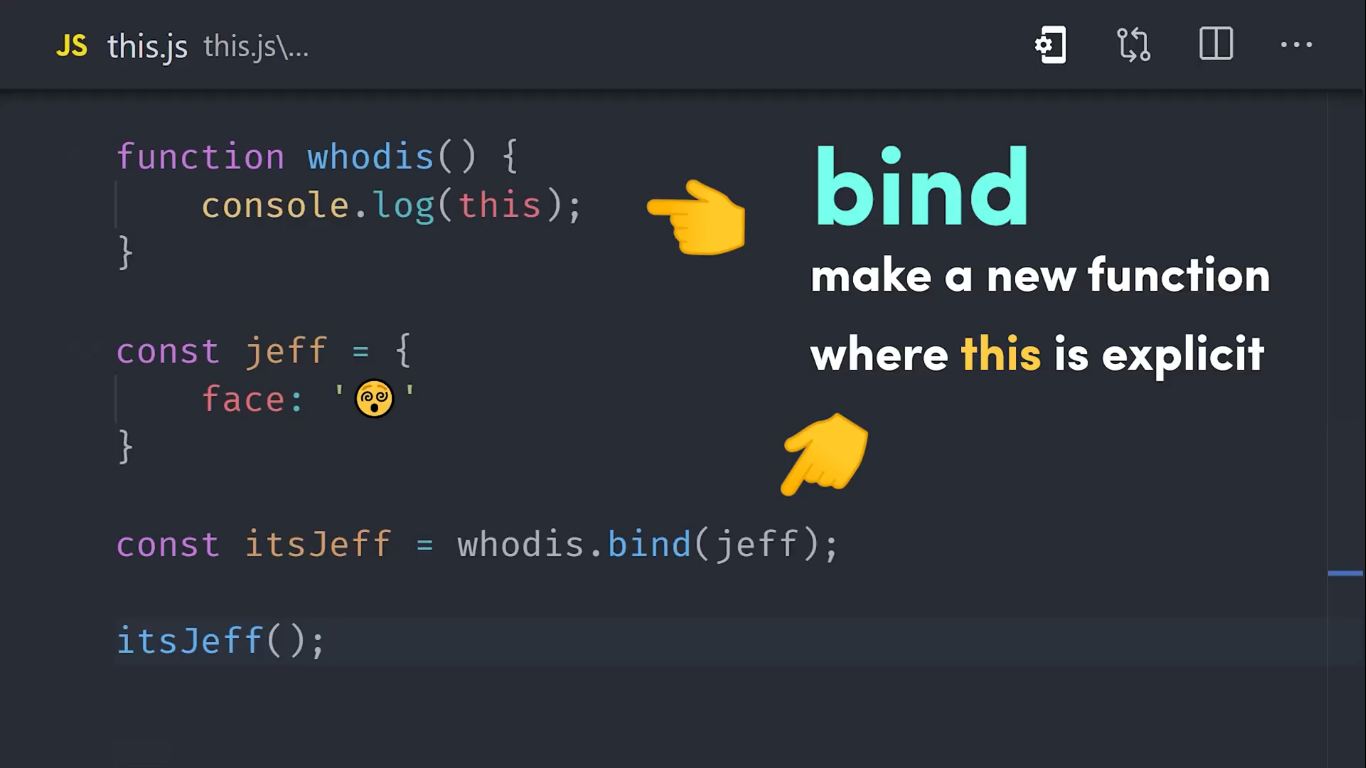 JS this.js this.js\...
function whodis() {
console.log(this);
}
const jeff = {
face: '😵‍💫'
}
const itsJeff = whodis.bind(jeff);
itsJeff();
bind
make a new function
where this is explicit